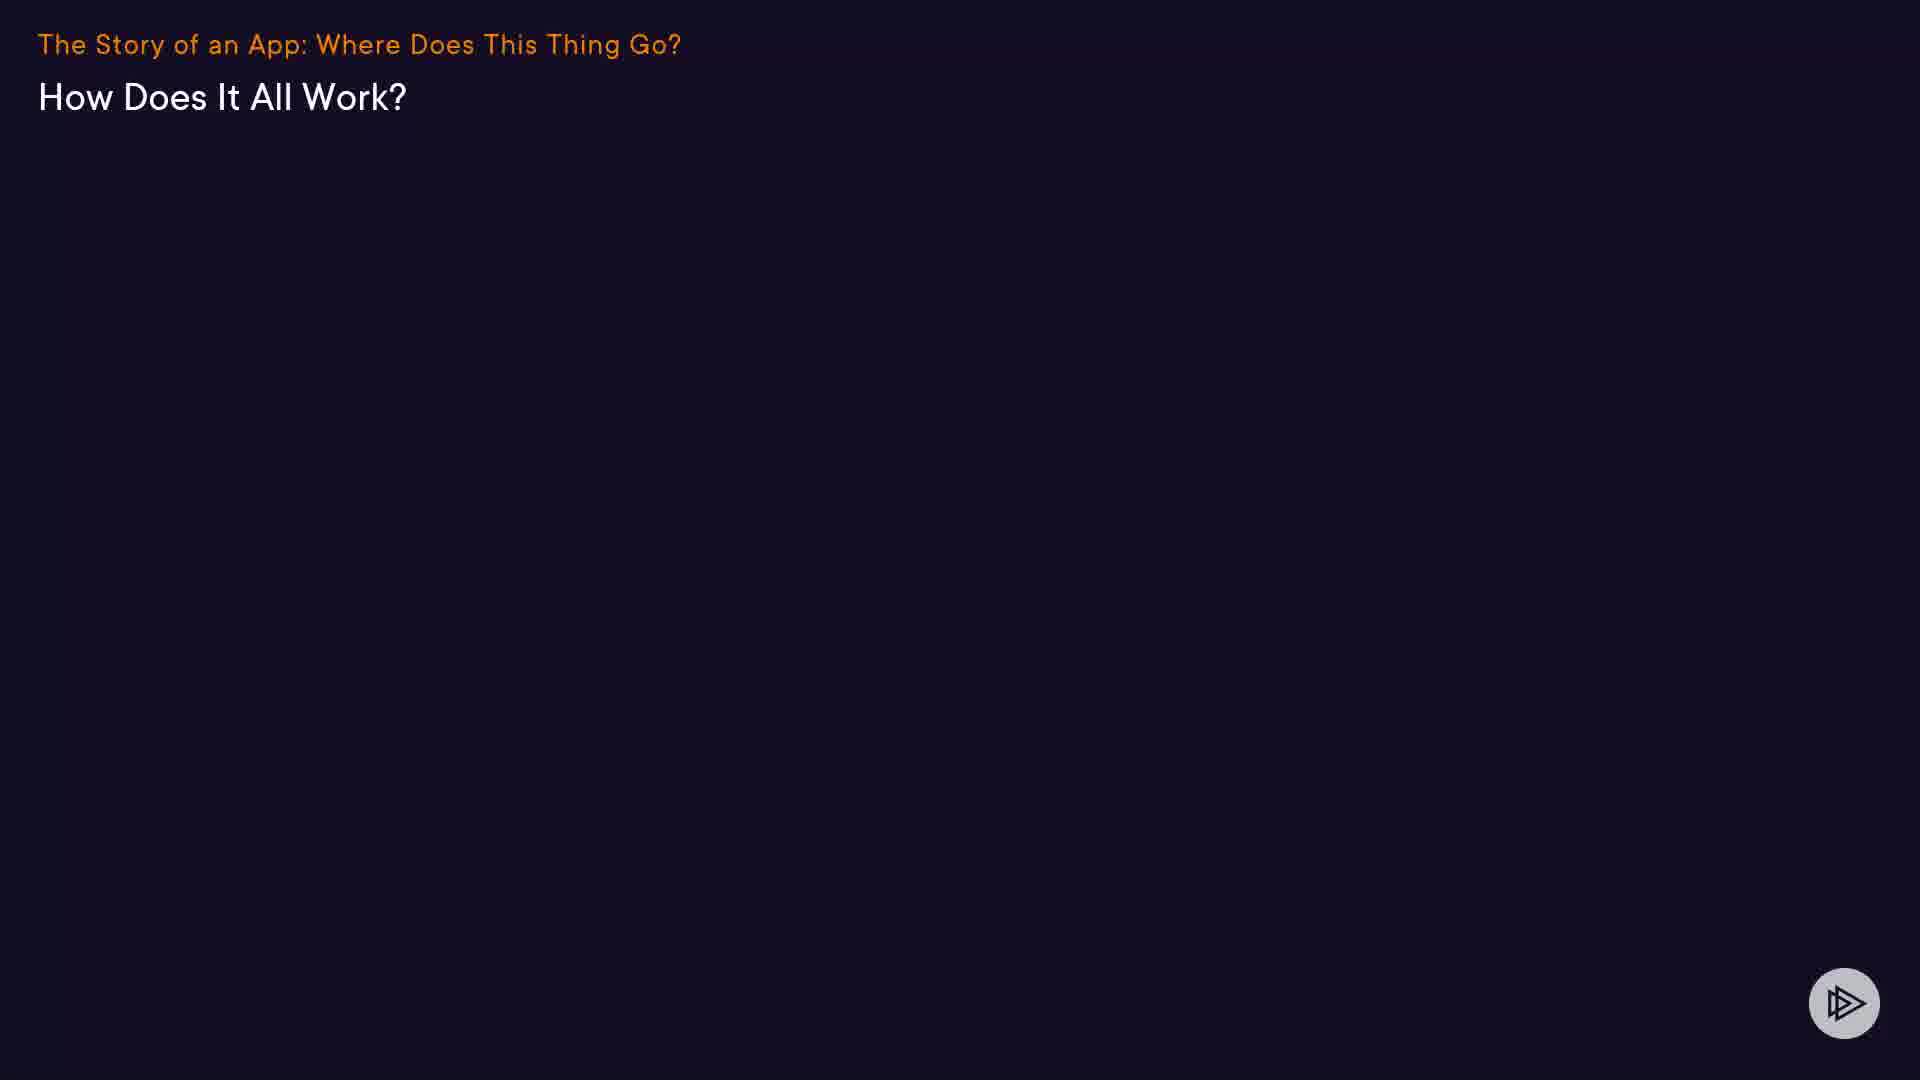 The Story of an App: Where Does This Thing Go?
How Does It All Work?